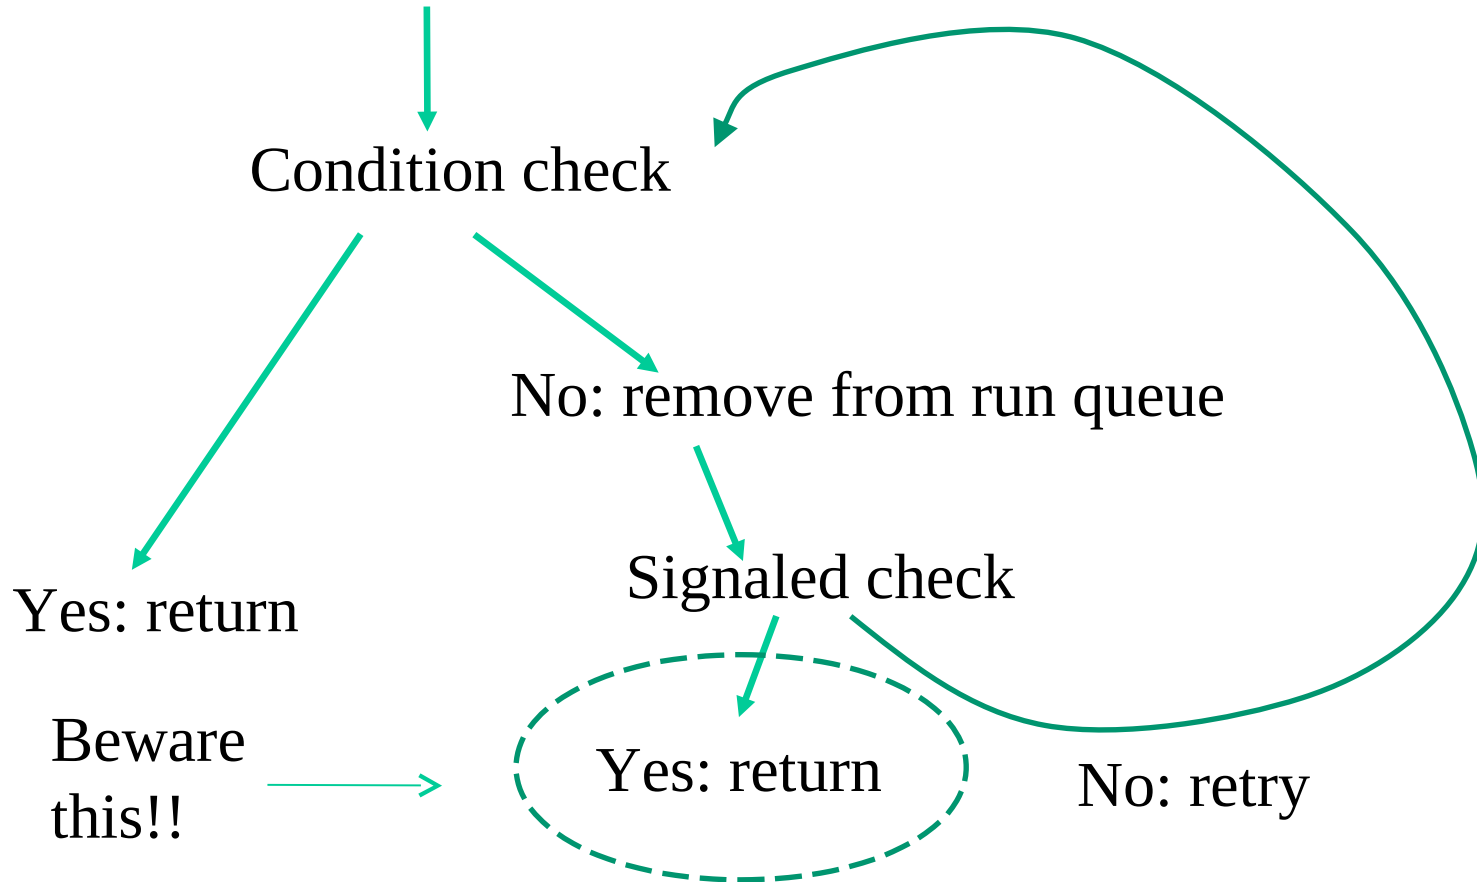 Condition check
No: remove from run queue
Signaled check
Yes: return
Beware
this!!
Yes: return
No: retry